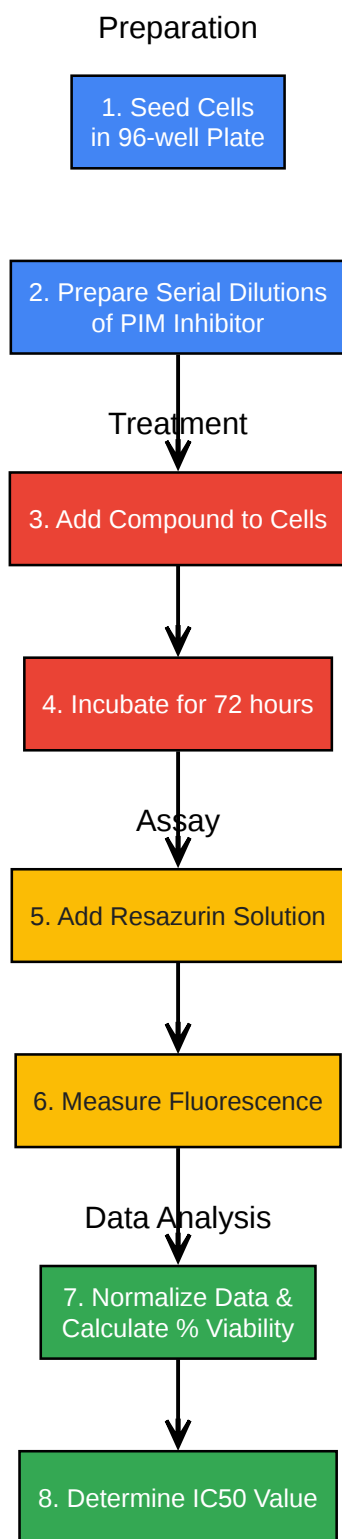 Preparation
1. Seed Cells
in 96-well Plate
2. Prepare Serial Dilutions
of PIM Inhibitor
Treatment
3. Add Compound to Cells
4. Incubate for 72 hours
Assay
5. Add Resazurin Solution
6. Measure Fluorescence
Data Analysis
7. Normalize Data &
Calculate % Viability
8. Determine IC50 Value